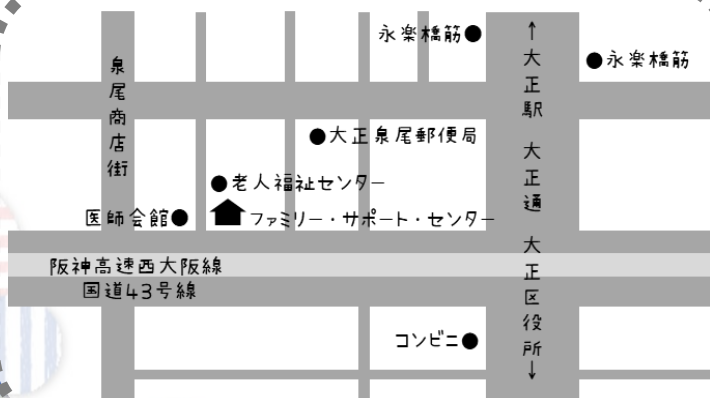 永楽橋筋
永楽橋筋
泉尾商店街
↑大正駅 大正通 大正区役所↓
大正泉尾郵便局
老人福祉センター
医師会館
ファミリー・サポート・センター
阪神高速西大阪線
国道43号線
コンビニ